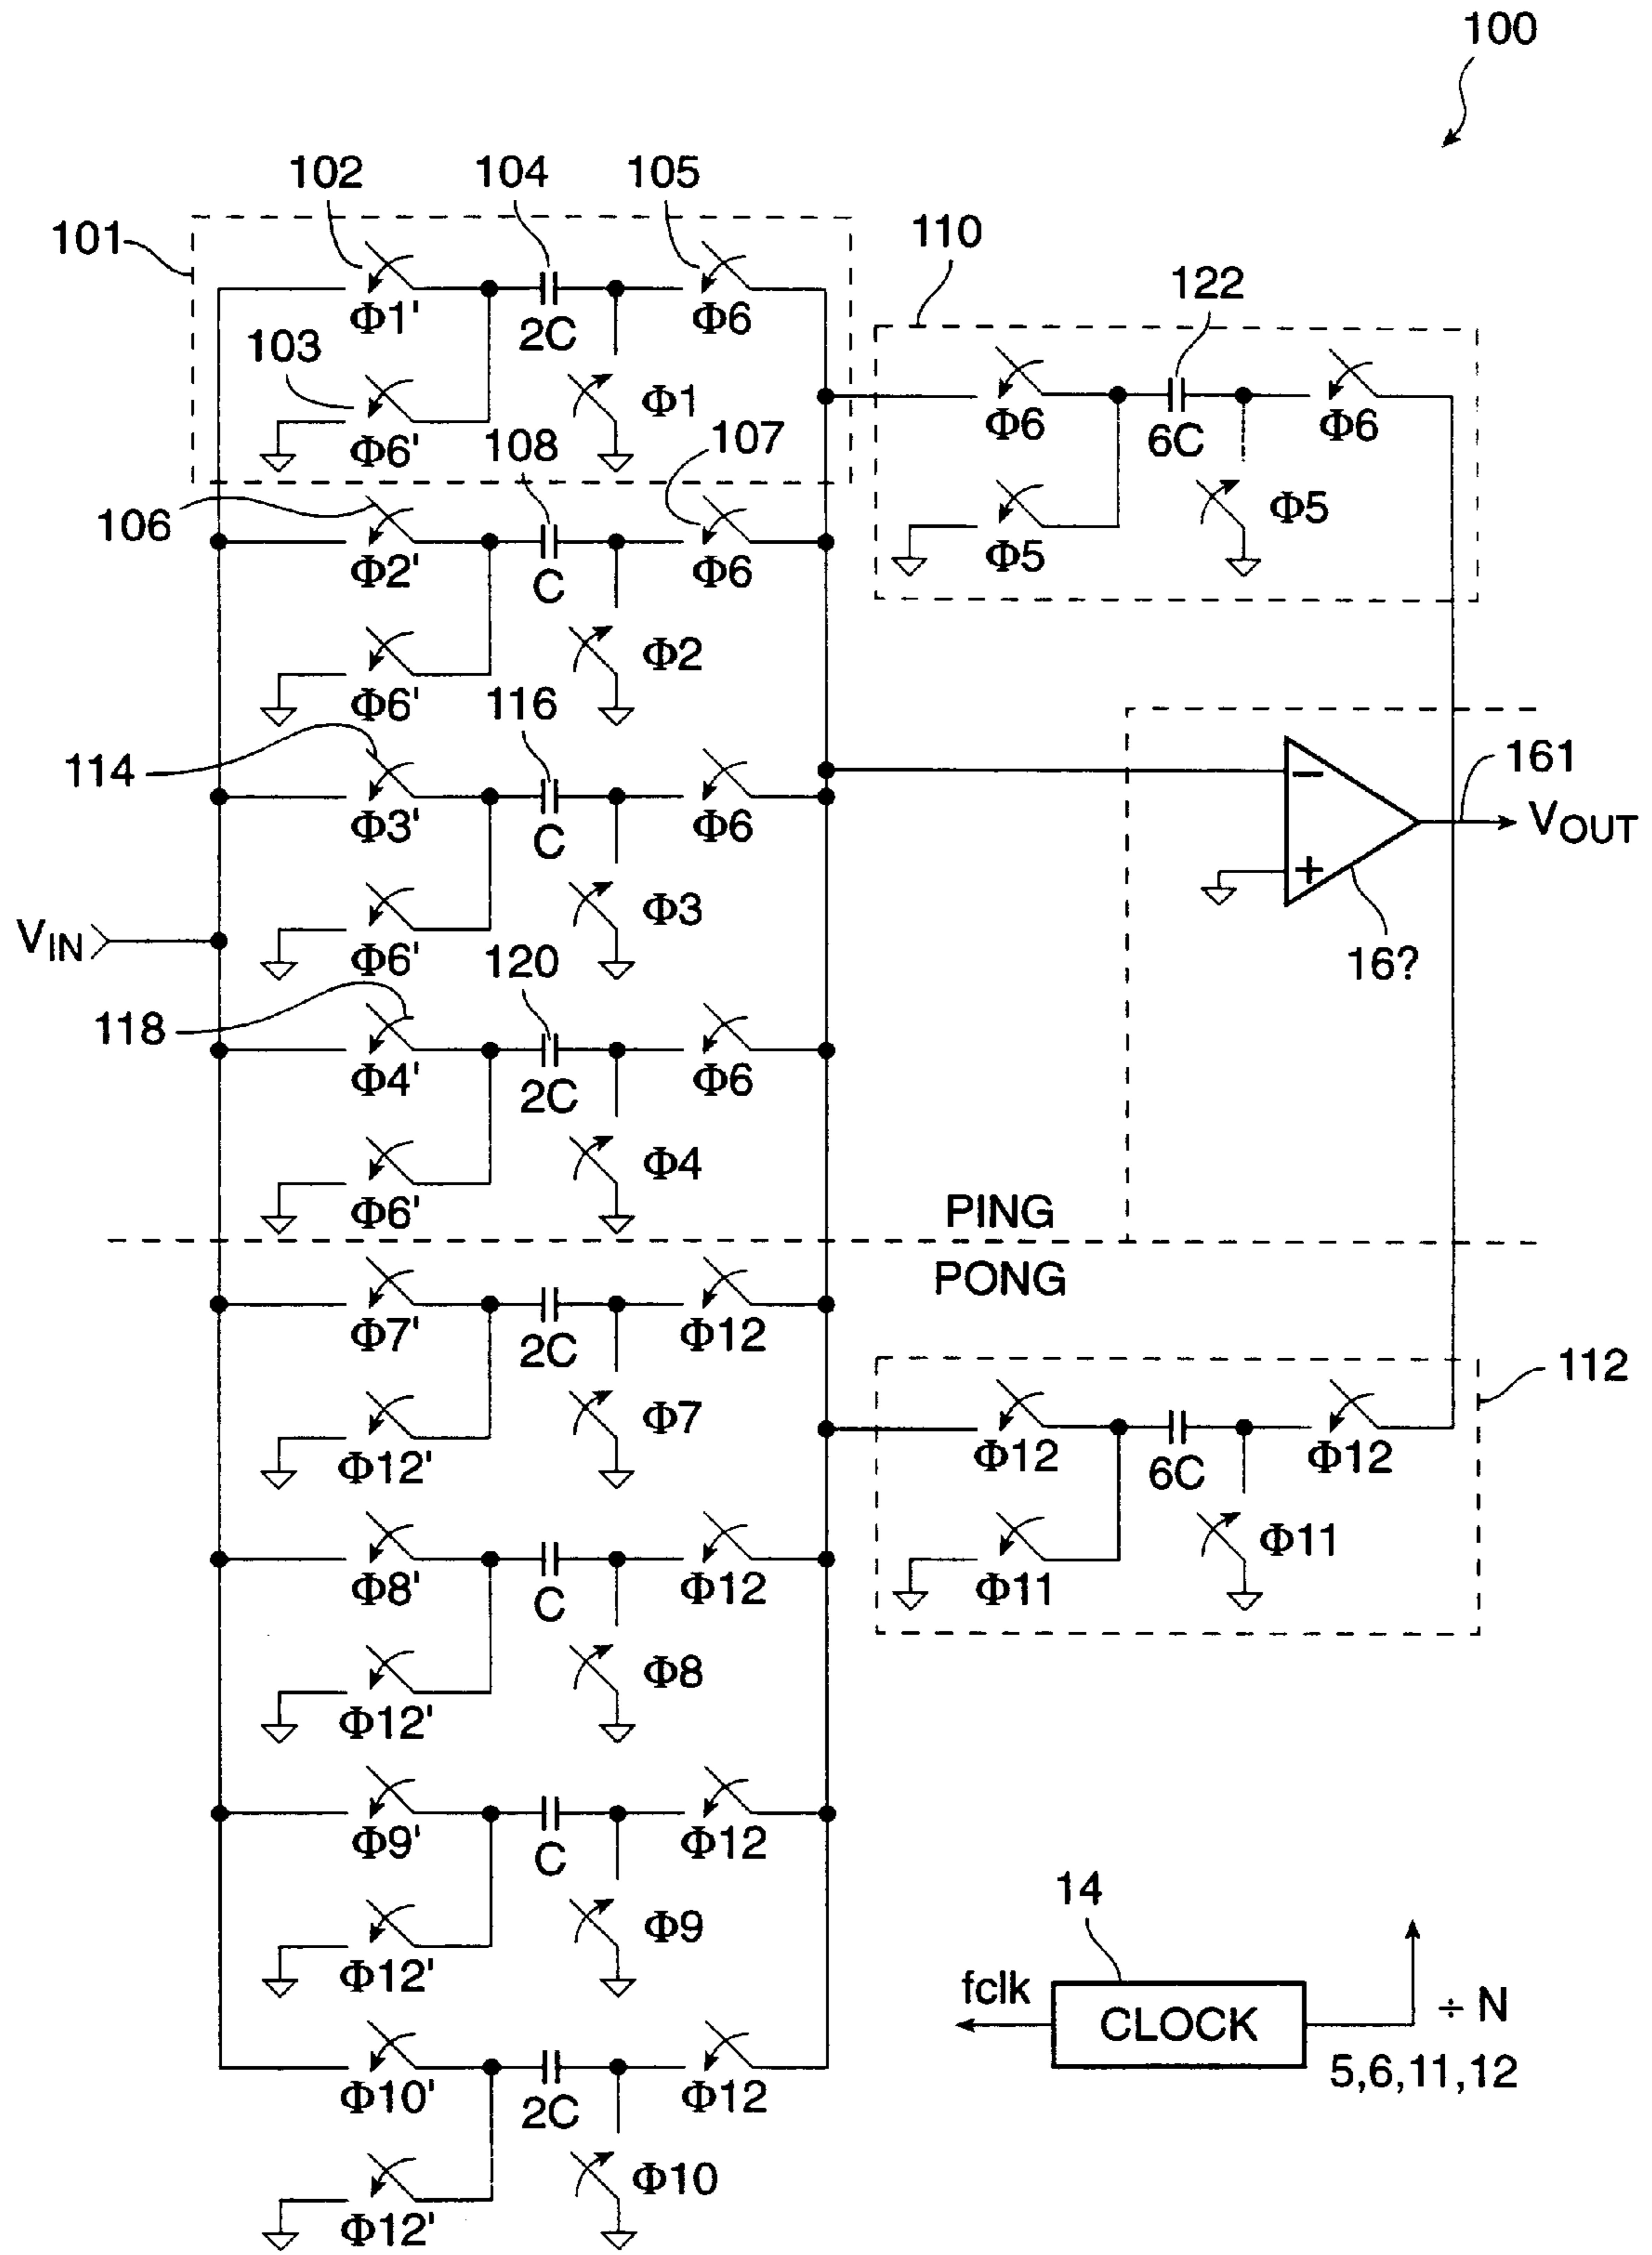 100
102
104
105
101
110
122
Φ1'
2C
Φ6
103
Φ1
Φ6
6C
Φ6
Φ6'
108
107
Φ5
106
Φ5
Φ2'
C
Φ6
Φ2
Φ6'
116
114
161
Φ3'
C
Φ6
VOUT
Φ3
VIN
Φ6'
120
16?
118
Φ4'
2C
Φ6
Φ4
Φ6'
PING
PONG
Φ7'
2C
Φ12
112
Φ7
Φ12
6C
Φ12
Φ12'
Φ11
Φ8'
C
Φ12
Φ11
Φ8
Φ12'
Φ9'
C
Φ12
14
Φ9
Φ12'
fclk
CLOCK
÷ N
5,6,11,12
Φ10'
2C
Φ12
Φ10
Φ12'
− +